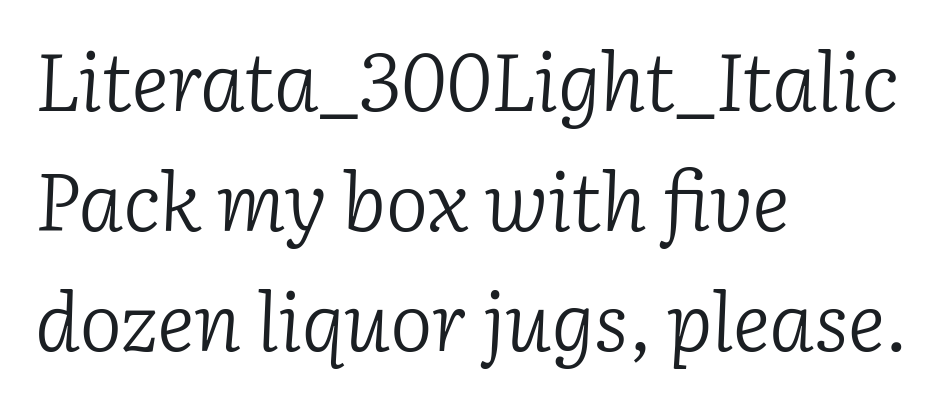 Literata_300Light_Italic
Pack my box with five
dozen liquor jugs, please.